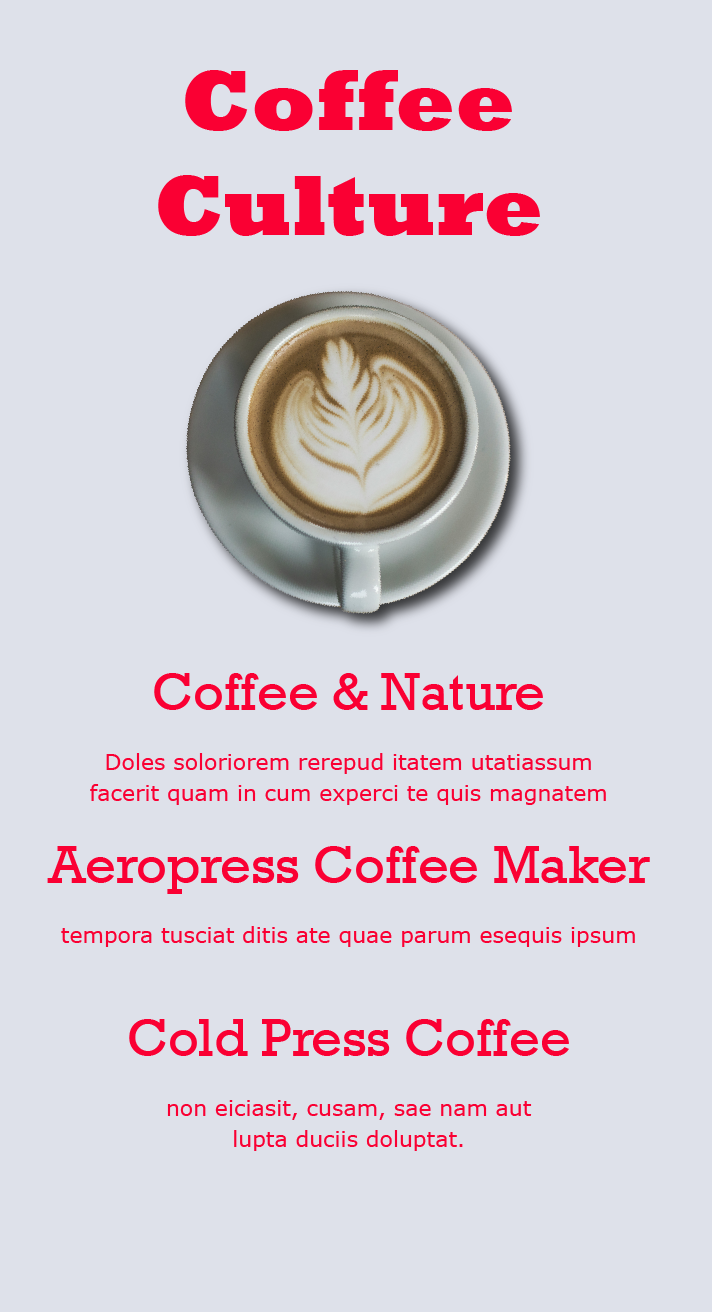 Coffee
Culture
Coffee & Nature
Doles soloriorem rerepud itatem utatiassum
facerit quam in cum experci te quis magnatem
Aeropress Coffee Maker
tempora tusciat ditis ate quae parum esequis ipsum
Cold Press Coffee
non eiciasit, cusam, sae nam aut
lupta duciis doluptat.